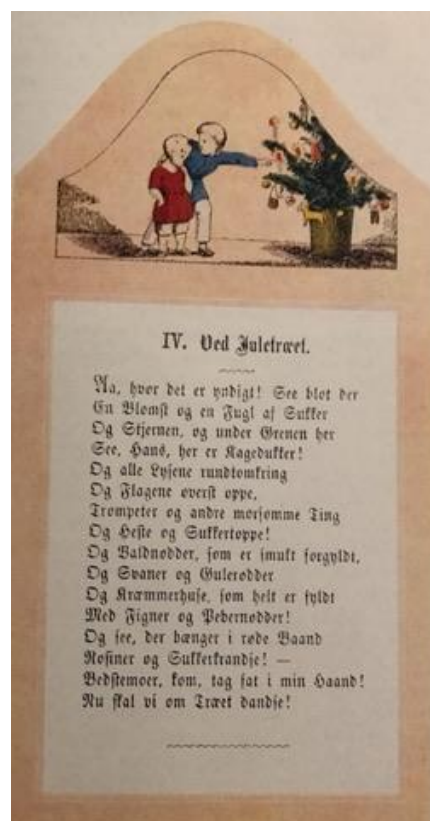 IV. Ved Juletræet.
Aa, hvor det er yndigt! See blot der
En Blomst og en Fugl af Sukker
Og Stjernen, og under Grenen her
See, Hans, her er Kagedukker!
Og alle Lysene rundtomkring
Og Flagene øverst oppe,
Trompeter og andre morsomme Ting
Og Heste og Sukkertoppe!
Og Valdnødder, som er smukt forgyldt,
Og Svaner og Gulerødder
Og Kræmmerhuse, som helt er fyldt
Med Figner og Pebernødder!
Og see, der hænger i røde Baand
Rosiner og Sukkerkrandse! —
Bedstemoer, kom, tag fat i min Haand!
Nu skal vi om Træet dandse!